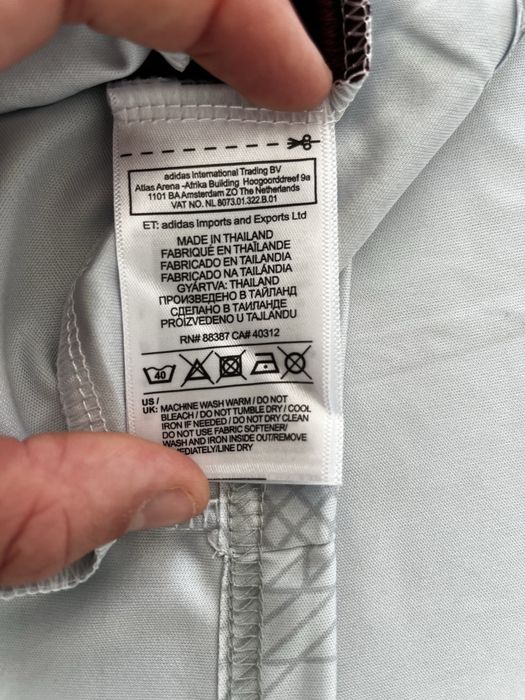 adidas International Trading BV
Atlas Arena -Afrika Building Hoogoorddreef 9a
1101 BA Amsterdam ZO The Netherlands
VAT NO. NL 8073.01.322.B.01
ET: adidas Imports and Exports Ltd
MADE IN THAILAND
FABRIQUÉ EN THAÏLANDE
FABRICADO EN TAILANDIA
FABRICADO NA TAILÂNDIA
GYÁRTVA: THAILAND
ПРОИЗВЕДЕНО В ТАЙЛАНД
СДЕЛАНО В ТАИЛАНДЕ
PROIZVEDENO U TAJLANDU
RN# 88387 CA# 40312
40
US /
UK: MACHINE WASH WARM / DO NOT
BLEACH / DO NOT TUMBLE DRY / COOL
IRON IF NEEDED / DO NOT DRY CLEAN
DO NOT USE FABRIC SOFTENER/
WASH AND IRON INSIDE OUT/REMOVE
EDIATELY/LINE DRY